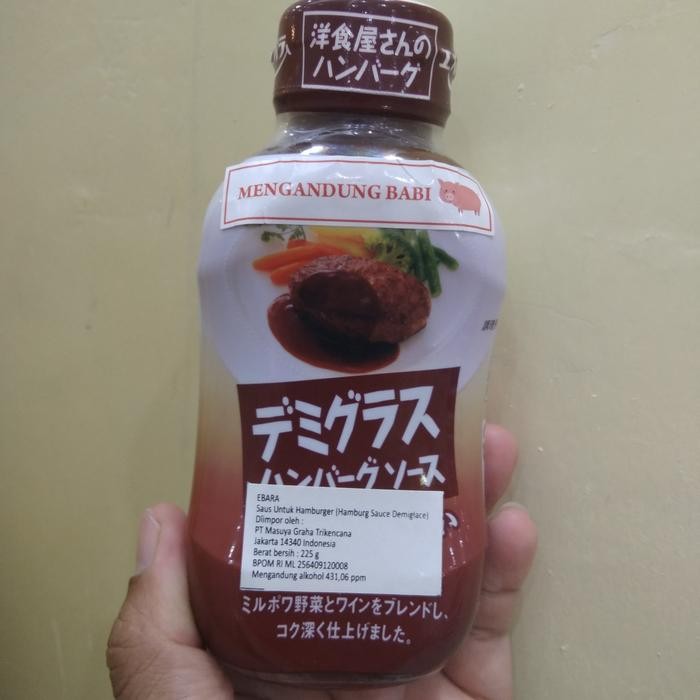 洋食屋さんの
ハンバーグ
MENGANDUNG BABI
デミグラス
ハンバーグソース
EBARA
Saus Untuk Hamburger (Hamburg Sauce Demiglace)
Diimpor oleh :
PT Masuya Graha Trikencana
Jakarta 14340 Indonesia
Berat bersih : 225 g
BPOM RI ML 256409120008
Mengandung alkohol 431,06 ppm
ミルポワ野菜とワインをブレンドし、
コク深く仕上げました。